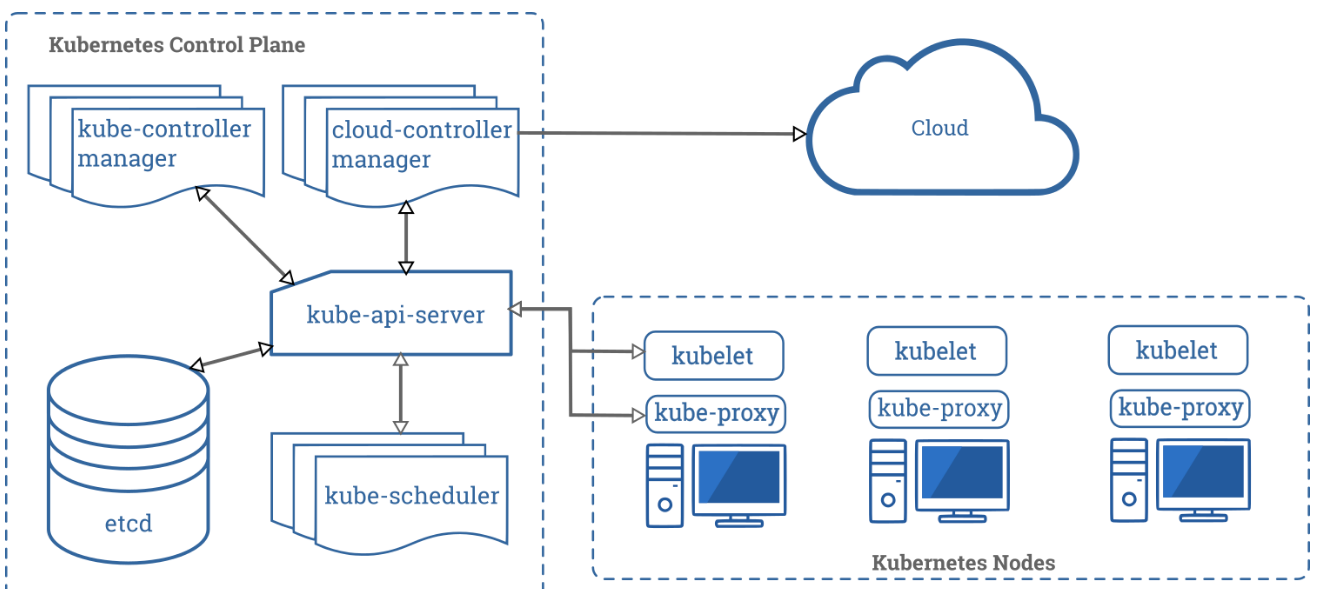 Kubernetes Control Plane
kube-controller
manager
cloud-controller
manager
Cloud
kube-api-server
etcd
kube-scheduler
kubelet
kube-proxy
kubelet
kube-proxy
kubelet
kube-proxy
Kubernetes Nodes